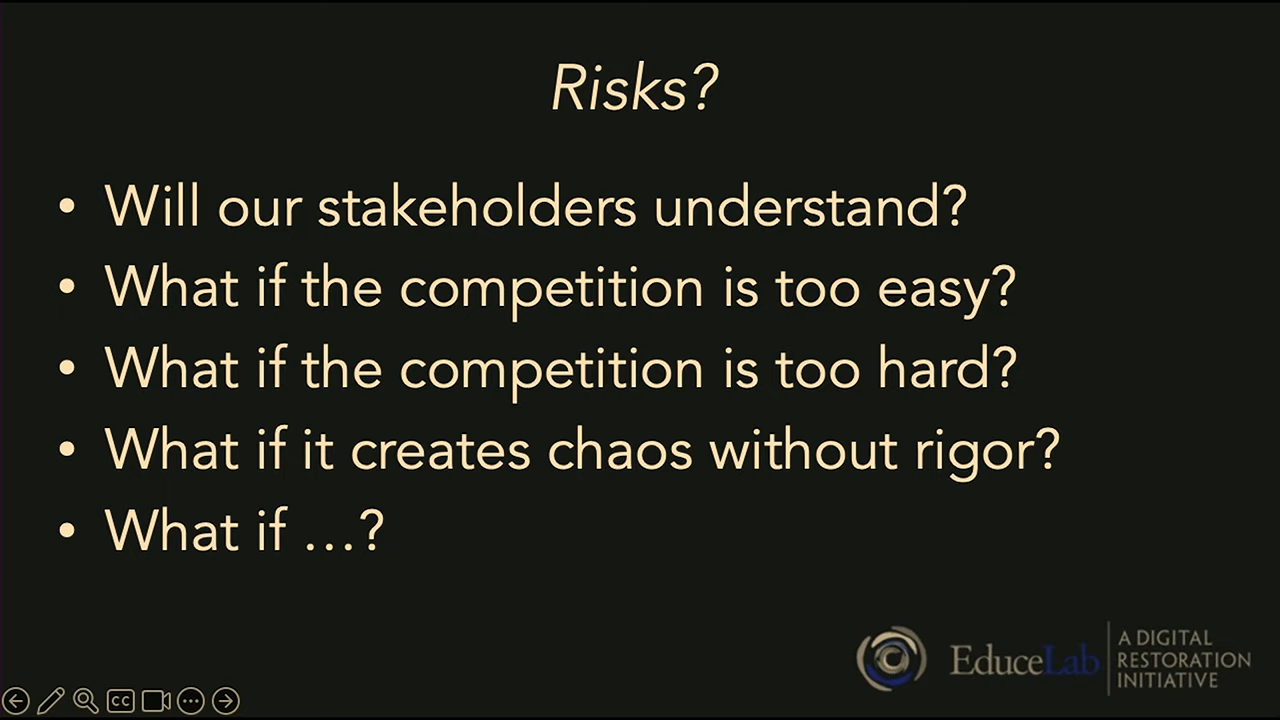 Risks?
• Will our stakeholders understand?
• What if the competition is too easy?
• What if the competition is too hard?
• What if it creates chaos without rigor?
• What if …?
EduceLab
A DIGITAL
RESTORATION
INITIATIVE
CC